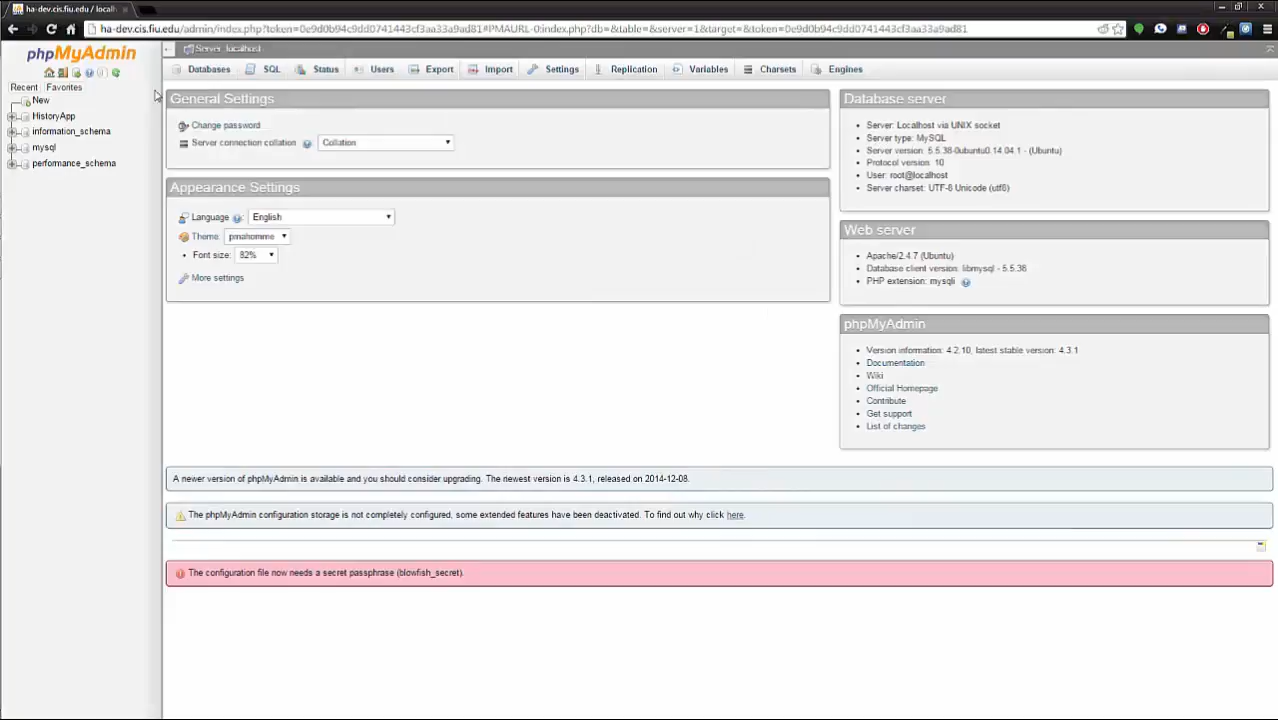 ha-dev.cis.fiu.edu / localh
ha-dev.cis.fiu.edu/admin/index.php?token=0e9d0b94c9dd0741443cf3aa33a9ad81#PMAURL-0:index.php?db=&table=&server=1&target=&token=0e9d0b94c9dd0741443cf3aa33a9ad81
phpMyAdmin
Recent Favorites
New
HistoryApp
information_schema
mysql
performance_schema
Server: localhost
Databases SQL Status Users Export Import Settings Replication Variables Charsets Engines
General Settings
Change password
Server connection collation Collation
Appearance Settings
Language: English
Theme: pmahomme
• Font size: 82%
More settings
Database server
• Server: Localhost via UNIX socket
• Server type: MySQL
• Server version: 5.5.38-0ubuntu0.14.04.1 - (Ubuntu)
• Protocol version: 10
• User: root@localhost
• Server charset: UTF-8 Unicode (utf8)
Web server
• Apache/2.4.7 (Ubuntu)
• Database client version: libmysql - 5.5.38
• PHP extension: mysqli
phpMyAdmin
• Version information: 4.2.10, latest stable version: 4.3.1
• Documentation
• Wiki
• Official Homepage
• Contribute
• Get support
• List of changes
A newer version of phpMyAdmin is available and you should consider upgrading. The newest version is 4.3.1, released on 2014-12-08.
The phpMyAdmin configuration storage is not completely configured, some extended features have been deactivated. To find out why click here.
The configuration file now needs a secret passphrase (blowfish_secret).